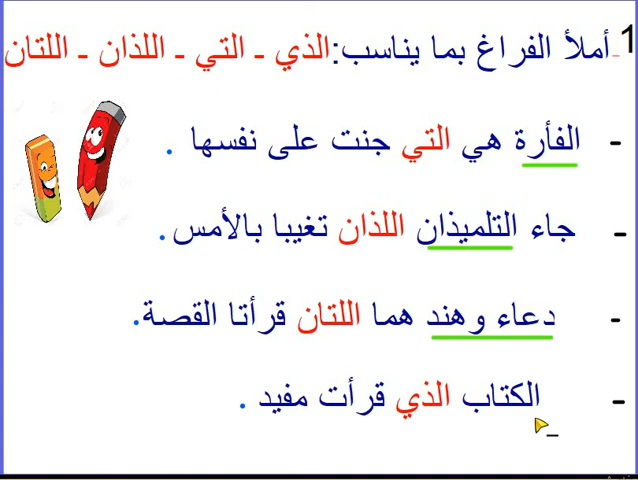 1 ـ أملأ الفراغ بما يناسب: الذي ـ التي ـ اللذان ـ اللتان
- الفأرة هي التي جنت على نفسها .
- جاء التلميذان اللذان تغيبا بالأمس .
- دعاء وهند هما اللتان قرأتا القصة.
- الكتاب الذي قرأت مفيد .